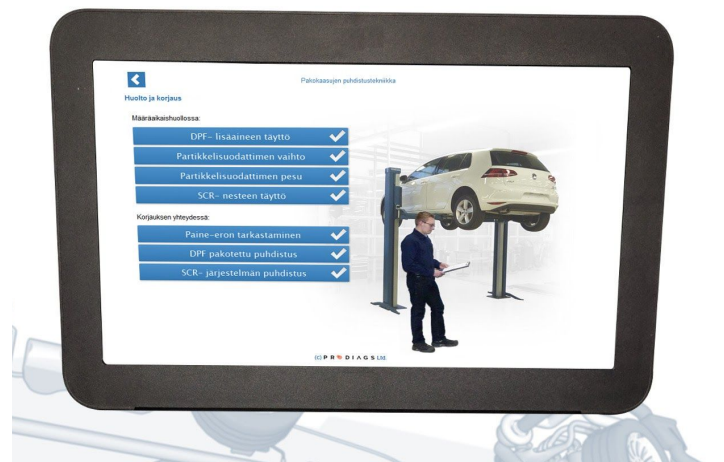 Pakokaasujen puhdistustekniikka
Huolto ja korjaus
Määräaikaishuollossa:
DPF- lisäaineen täyttö
Partikkelisuodattimen vaihto
Partikkelisuodattimen pesu
SCR- nesteen täyttö
Korjauksen yhteydessä:
Paine-eron tarkastaminen
DPF pakotettu puhdistus
SCR- järjestelmän puhdistus
(c) PRODIAGS Ltd.